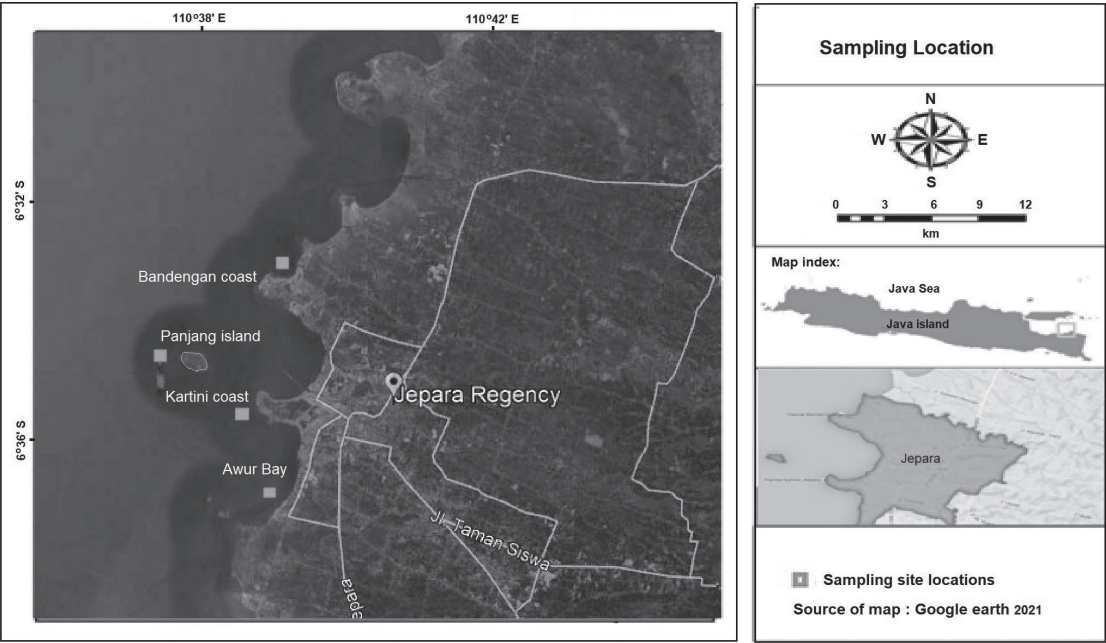 110°38' E
110°42' E
6°32' S
6°36' S
Bandengan coast
Panjang island
Kartini coast
Jepara Regency
Awur Bay
Jl. Taman Siswa
epara
Sampling Location
N
W
E
S
0 3 6 9 12
km
Map index:
Java Sea
Java island
Jepara
Sampling site locations
Source of map : Google earth 2021